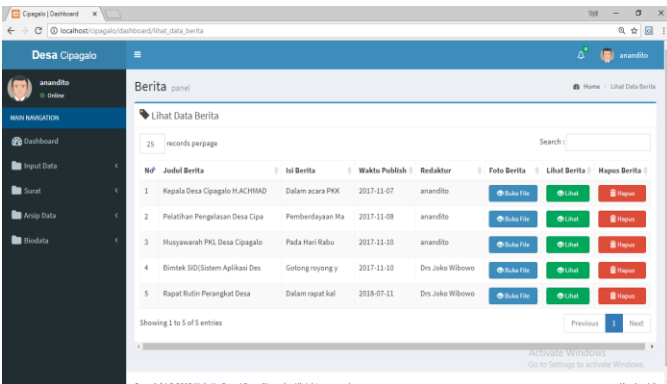 Cipagalo | Dashboard
localhost/cipagalo/dashboard/lihat_data_berita
Desa Cipagalo
anandito
anandito
Online
Berita panel
Home
Lihat Data Berita
MAIN NAVIGATION
Dashboard
Input Data
Surat
Arsip Data
Biodata
Lihat Data Berita
25 records perpage
Search :
No Judul Berita Isi Berita Waktu Publish Redaktur Foto Berita Lihat Berita Hapus Berita
1 Kepala Desa Cipagalo H.ACHMAD Dalam acara PKK 2017-11-07 anandito Buka File Lihat Hapus
2 Pelatihan Pengelasan Desa Cipa Pemberdayaan Ma 2017-11-08 anandito Buka File Lihat Hapus
3 Musyawarah PKL Desa Cipagalo Pada Hari Rabu 2017-11-10 anandito Buka File Lihat Hapus
4 Bimtek SID(Sistem Aplikasi Des Gotong royong y 2017-11-10 Drs Joko Wibowo Buka File Lihat Hapus
5 Rapat Rutin Perangkat Desa Dalam rapat kal 2018-07-11 Drs Joko Wibowo Buka File Lihat Hapus
Showing 1 to 5 of 5 entries
Previous 1 Next
Activate Windows
Go to Settings to activate Windows.